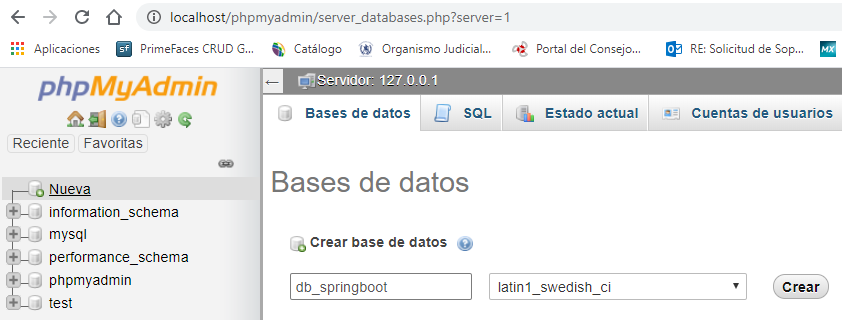 localhost/phpmyadmin/server_databases.php?server=1
Aplicaciones sf PrimeFaces CRUD G... Catálogo Organismo Judicial... Portal del Consejo... RE: Solicitud de Sop... MX
phpMyAdmin
Reciente Favoritas
Nueva
information_schema
mysql
performance_schema
phpmyadmin
test
Servidor: 127.0.0.1
Bases de datos SQL Estado actual Cuentas de usuarios
Bases de datos
Crear base de datos
db_springboot latin1_swedish_ci Crear